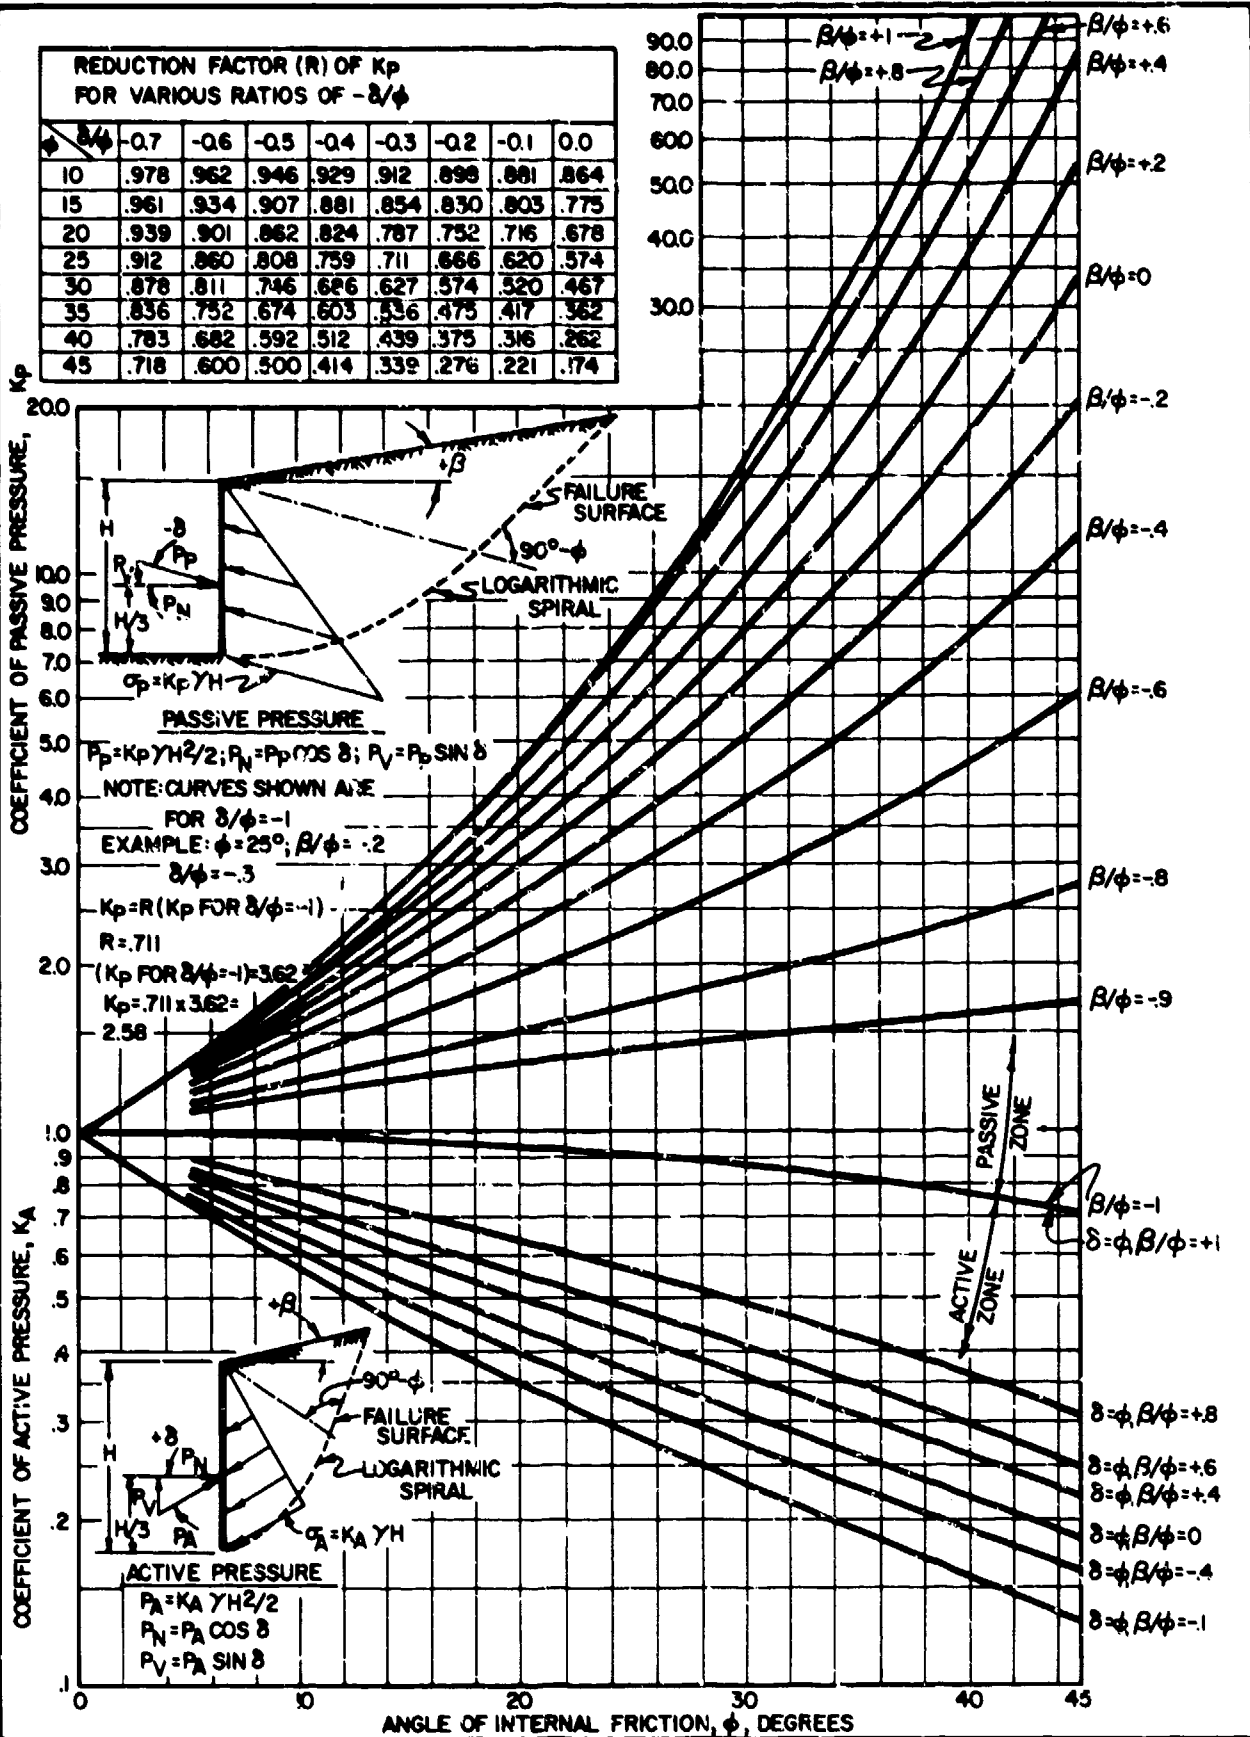 REDUCTION FACTOR (R) OF KP
FOR VARIOUS RATIOS OF -δ/ϕ
ϕ δ/ϕ -0.7 -0.6 -0.5 -0.4 -0.3 -0.2 -0.1 0.0
10 .978 .962 .946 .929 .912 .898 .881 .864
15 .961 .934 .907 .881 .854 .830 .803 .775
20 .939 .901 .862 .824 .787 .752 .716 .678
25 .912 .860 .808 .759 .711 .666 .620 .574
30 .878 .811 .746 .686 .627 .574 .520 .467
35 .836 .752 .674 .603 .536 .475 .417 .362
40 .783 .682 .592 .512 .439 .375 .316 .262
45 .718 .600 .500 .414 .339 .276 .221 .174
β/ϕ=+1
β/ϕ=+.8
β/ϕ=+.6
β/ϕ=+.4
β/ϕ=+.2
β/ϕ=0
β/ϕ=-.2
β/ϕ=-.4
β/ϕ=-.6
β/ϕ=-.8
β/ϕ=-.9
β/ϕ=-1
δ=ϕ,β/ϕ=+1
δ=ϕ,β/ϕ=+.8
δ=ϕ,β/ϕ=+.6
δ=ϕ,β/ϕ=+.4
δ=ϕ,β/ϕ=0
δ=ϕ,β/ϕ=-.4
δ=ϕ,β/ϕ=-.1
90.0
80.0
70.0
60.0
50.0
40.0
30.0
20.0
10.0
9.0
8.0
7.0
6.0
5.0
4.0
3.0
2.0
1.0
.9
.8
.7
.6
.5
.4
.3
.2
.1
COEFFICIENT OF PASSIVE PRESSURE, KP
COEFFICIENT OF ACTIVE PRESSURE, KA
+β
FAILURE
SURFACE
90°-ϕ
LOGARITHMIC
SPIRAL
H
-δ
PP
R
PN
H/3
σP=KP γH
PASSIVE PRESSURE
PP=KP γH2/2; PN=PP COS δ; PV=PP SIN δ
NOTE: CURVES SHOWN ARE
FOR δ/ϕ=-1
EXAMPLE: ϕ=25°; β/ϕ=-.2
δ/ϕ=-.3
KP=R(KP FOR δ/ϕ=-1)
R=.711
(KP FOR δ/ϕ=-1)=3.62
KP=.711 x 3.62=
2.58
PASSIVE
ZONE
ACTIVE
ZONE
+β
90°-ϕ
FAILURE
SURFACE
LOGARITHMIC
SPIRAL
H
+δ
PN
PV
H/3
PA
σA=KA γH
ACTIVE PRESSURE
PA=KA γH2/2
PN=PA COS δ
PV=PA SIN δ
0 10 20 30 40 45
ANGLE OF INTERNAL FRICTION, ϕ, DEGREES